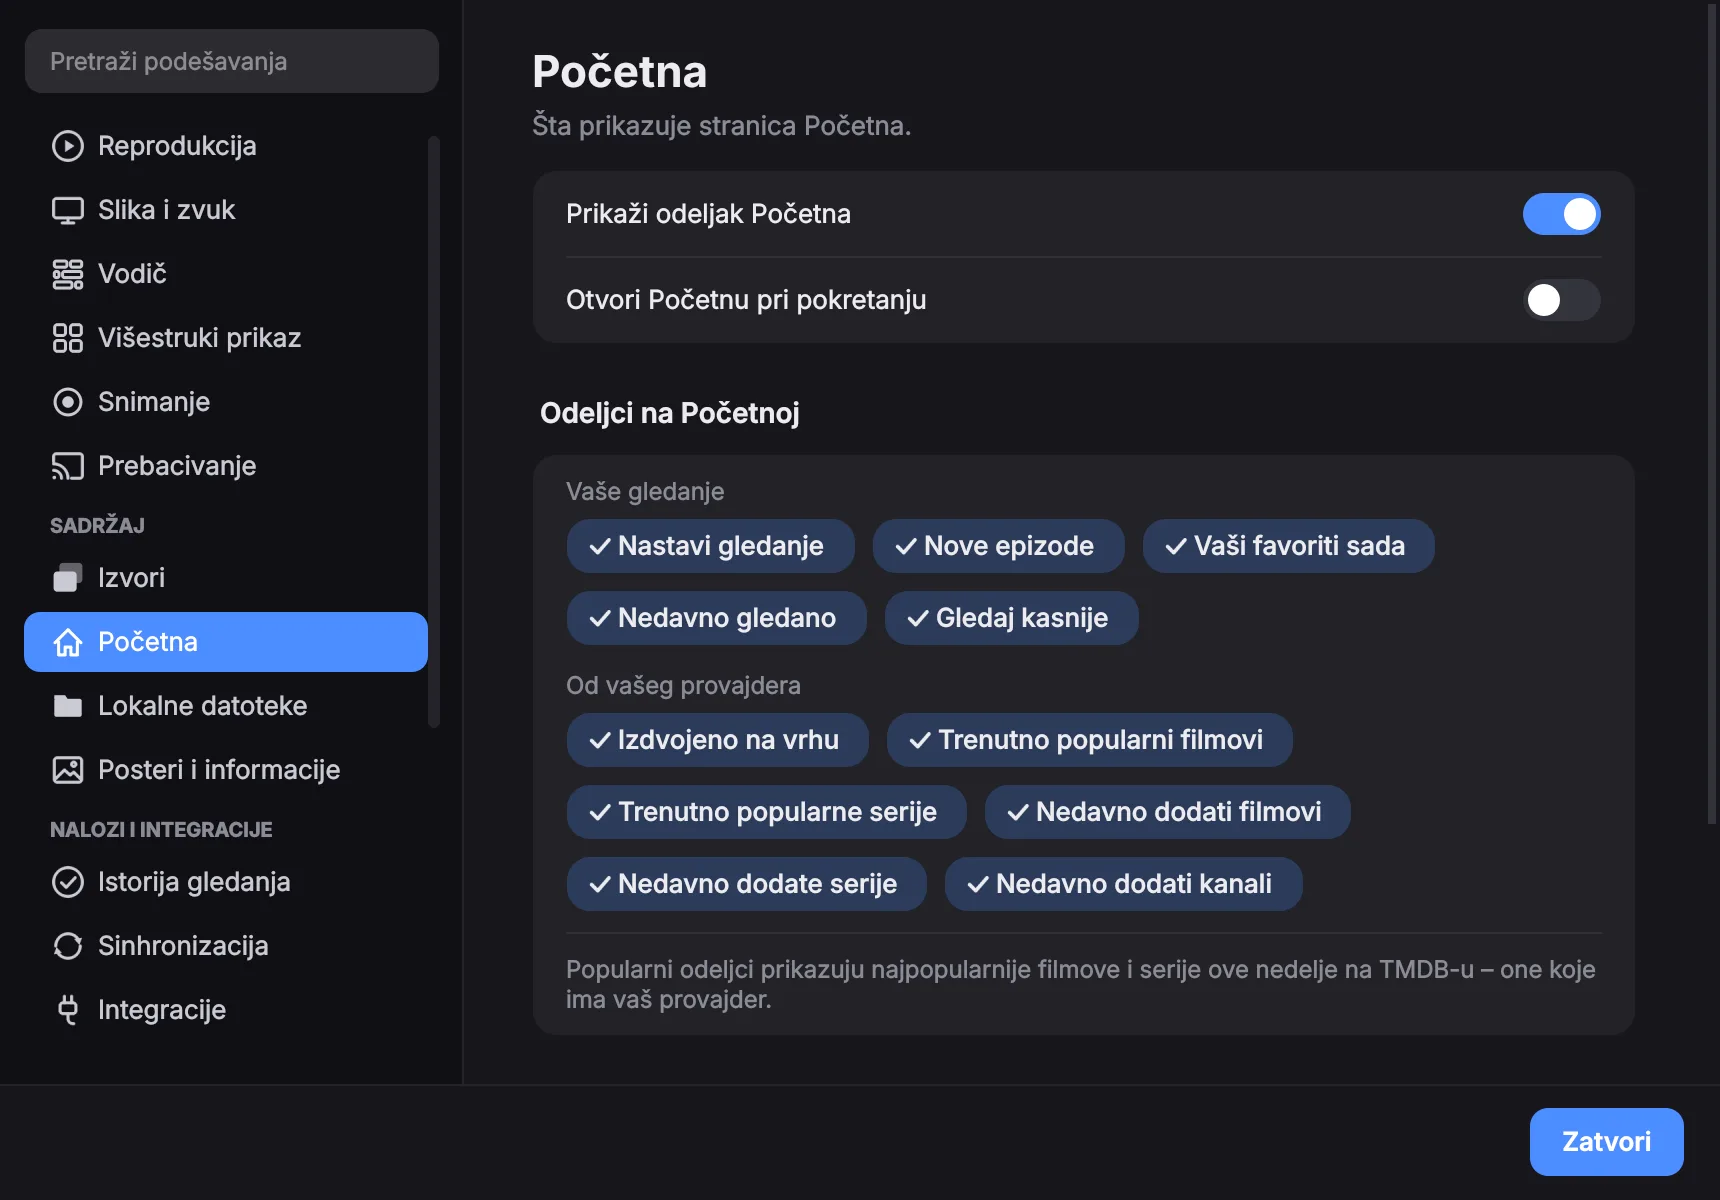 Pretraži podešavanja
Reprodukcija
Slika i zvuk
Vodič
Višestruki prikaz
Snimanje
Prebacivanje
SADRŽAJ
Izvori
Početna
Lokalne datoteke
Posteri i informacije
NALOZI I INTEGRACIJE
Istorija gledanja
Sinhronizacija
Integracije
Početna
Šta prikazuje stranica Početna.
Prikaži odeljak Početna
Otvori Početnu pri pokretanju
Odeljci na Početnoj
Vaše gledanje
Nastavi gledanje
Nove epizode
Vaši favoriti sada
Nedavno gledano
Gledaj kasnije
Od vašeg provajdera
Izdvojeno na vrhu
Trenutno popularni filmovi
Trenutno popularne serije
Nedavno dodati filmovi
Nedavno dodate serije
Nedavno dodati kanali
Popularni odeljci prikazuju najpopularnije filmove i serije ove nedelje na TMDB-u – one koje
ima vaš provajder.
Zatvori